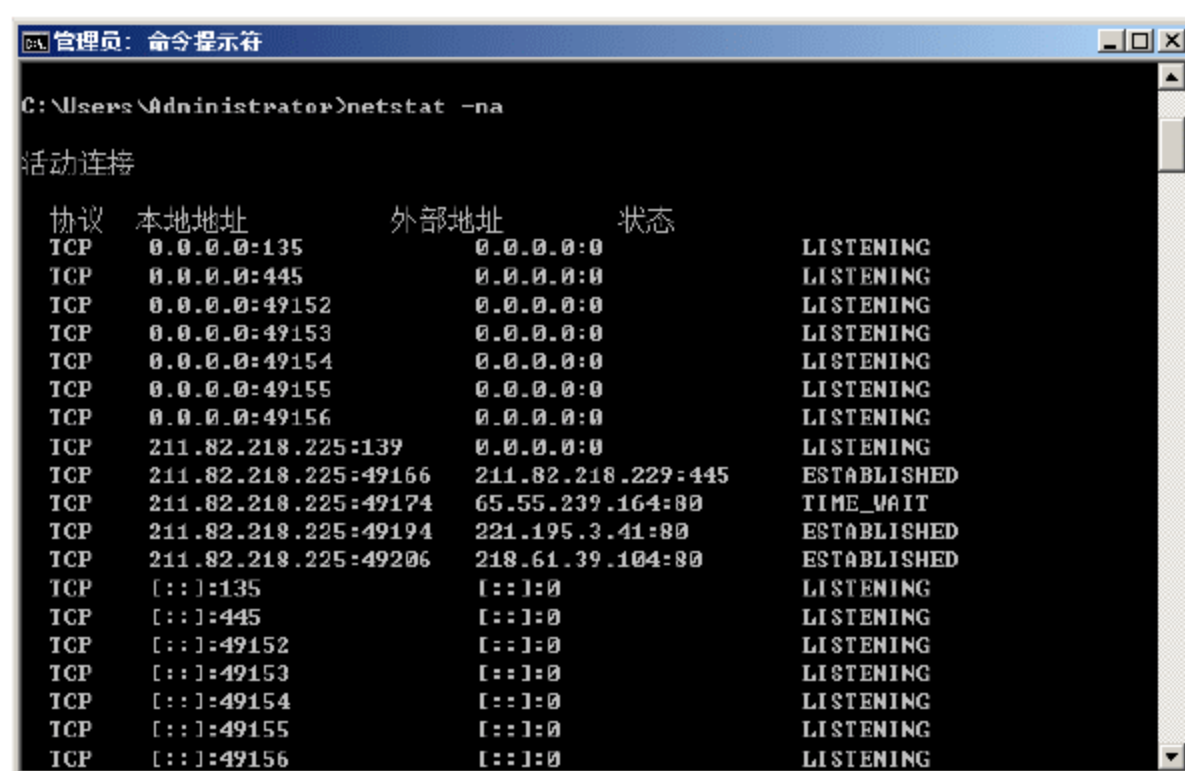 管理员: 命令提示符
C:\Users\Administrator>netstat -na
活动连接
协议 本地地址 外部地址 状态
TCP 0.0.0.0:135 0.0.0.0:0 LISTENING
TCP 0.0.0.0:445 0.0.0.0:0 LISTENING
TCP 0.0.0.0:49152 0.0.0.0:0 LISTENING
TCP 0.0.0.0:49153 0.0.0.0:0 LISTENING
TCP 0.0.0.0:49154 0.0.0.0:0 LISTENING
TCP 0.0.0.0:49155 0.0.0.0:0 LISTENING
TCP 0.0.0.0:49156 0.0.0.0:0 LISTENING
TCP 211.82.218.225:139 0.0.0.0:0 LISTENING
TCP 211.82.218.225:49166 211.82.218.229:445 ESTABLISHED
TCP 211.82.218.225:49174 65.55.239.164:80 TIME_WAIT
TCP 211.82.218.225:49194 221.195.3.41:80 ESTABLISHED
TCP 211.82.218.225:49206 218.61.39.104:80 ESTABLISHED
TCP [::]:135 [::]:0 LISTENING
TCP [::]:445 [::]:0 LISTENING
TCP [::]:49152 [::]:0 LISTENING
TCP [::]:49153 [::]:0 LISTENING
TCP [::]:49154 [::]:0 LISTENING
TCP [::]:49155 [::]:0 LISTENING
TCP [::]:49156 [::]:0 LISTENING